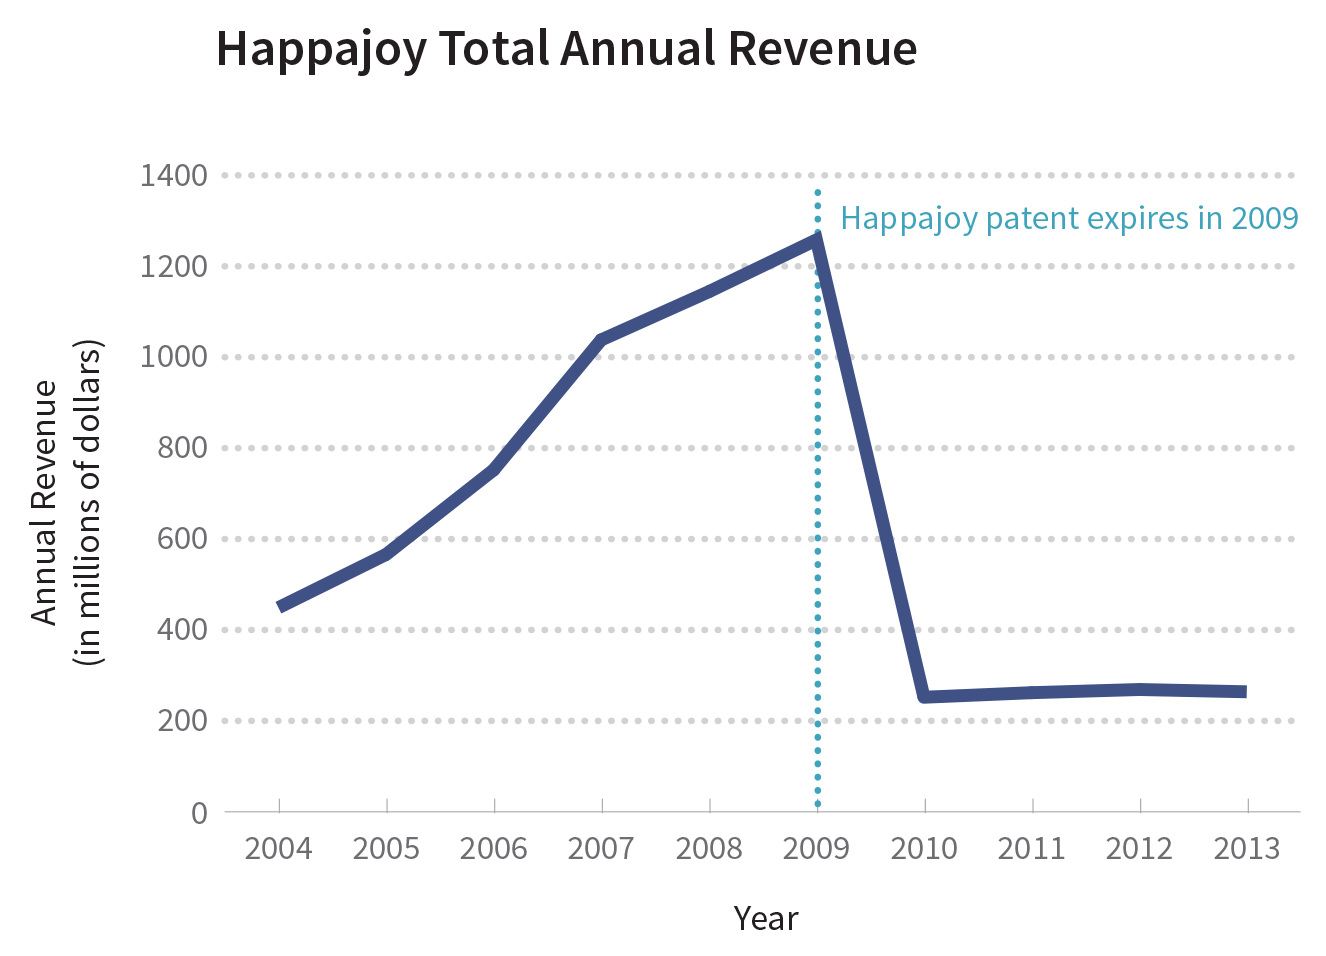 Happajoy Total Annual Revenue
1400
Happajoy patent expires in 2009
1200
1000
800
600
400
200
0
Annual Revenue
(in millions of dollars)
2004 2005 2006 2007 2008 2009 2010 2011 2012 2013
Year